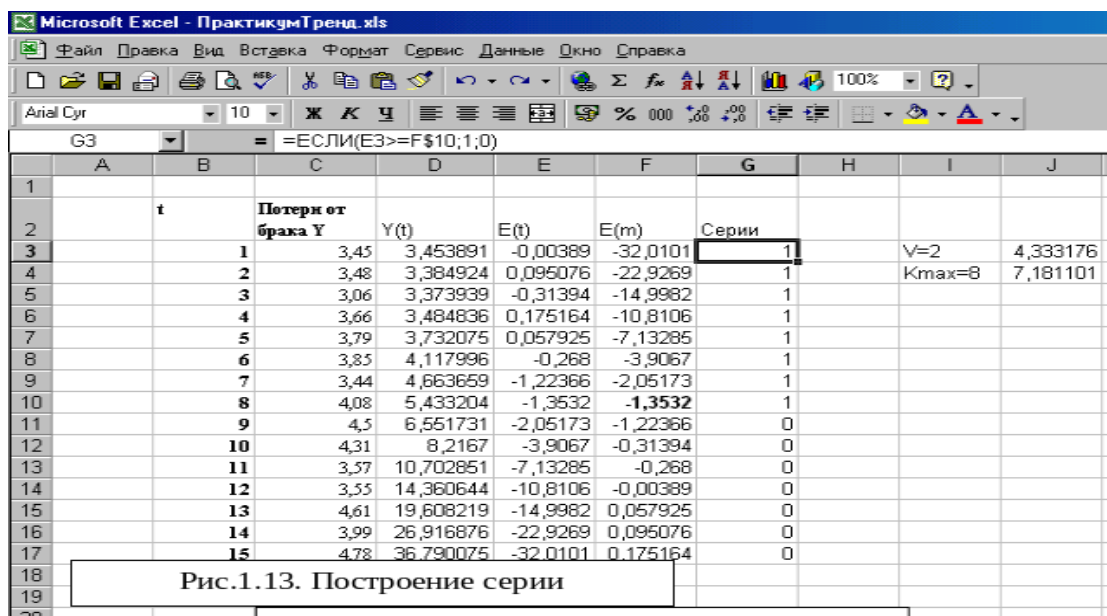 Microsoft Excel - ПрактикумТренд.xls
Файл Правка Вид Вставка Формат Сервис Данные Окно Справка
100%
Arial Cyr 10 Ж К Ч % 000
G3 = =ЕСЛИ(E3>=F$10;1;0)
A B C D E F G H I J
1
2 t Потери от брака Y Y(t) E(t) E(m) Серии
3 1 3,45 3,453891 -0,00389 -32,0101 1 V=2 4,333176
4 2 3,48 3,384924 0,095076 -22,9269 1 Kmax=8 7,181101
5 3 3,06 3,373939 -0,31394 -14,9982 1
6 4 3,66 3,484836 0,175164 -10,8106 1
7 5 3,79 3,732075 0,057925 -7,13285 1
8 6 3,85 4,117996 -0,268 -3,9067 1
9 7 3,44 4,663659 -1,22366 -2,05173 1
10 8 4,08 5,433204 -1,3532 -1,3532 1
11 9 4,5 6,551731 -2,05173 -1,22366 0
12 10 4,31 8,2167 -3,9067 -0,31394 0
13 11 3,57 10,702851 -7,13285 -0,268 0
14 12 3,55 14,360644 -10,8106 -0,00389 0
15 13 4,61 19,608219 -14,9982 0,057925 0
16 14 3,99 26,916876 -22,9269 0,095076 0
17 15 4,78 36,790075 -32,0101 0,175164 0
18
Рис.1.13. Построение серии
19